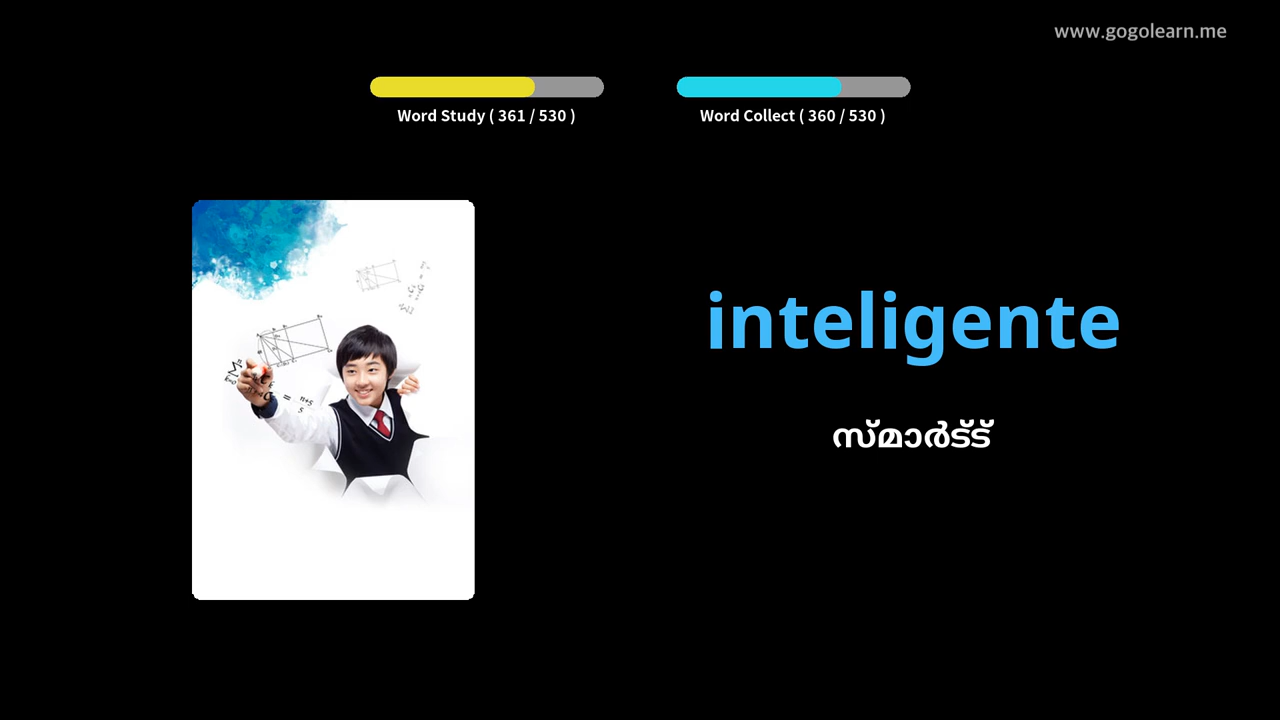 www.gogolearn.me
Word Study ( 361 / 530 )
Word Collect ( 360 / 530 )
inteligente
സ്മാർട്ട്